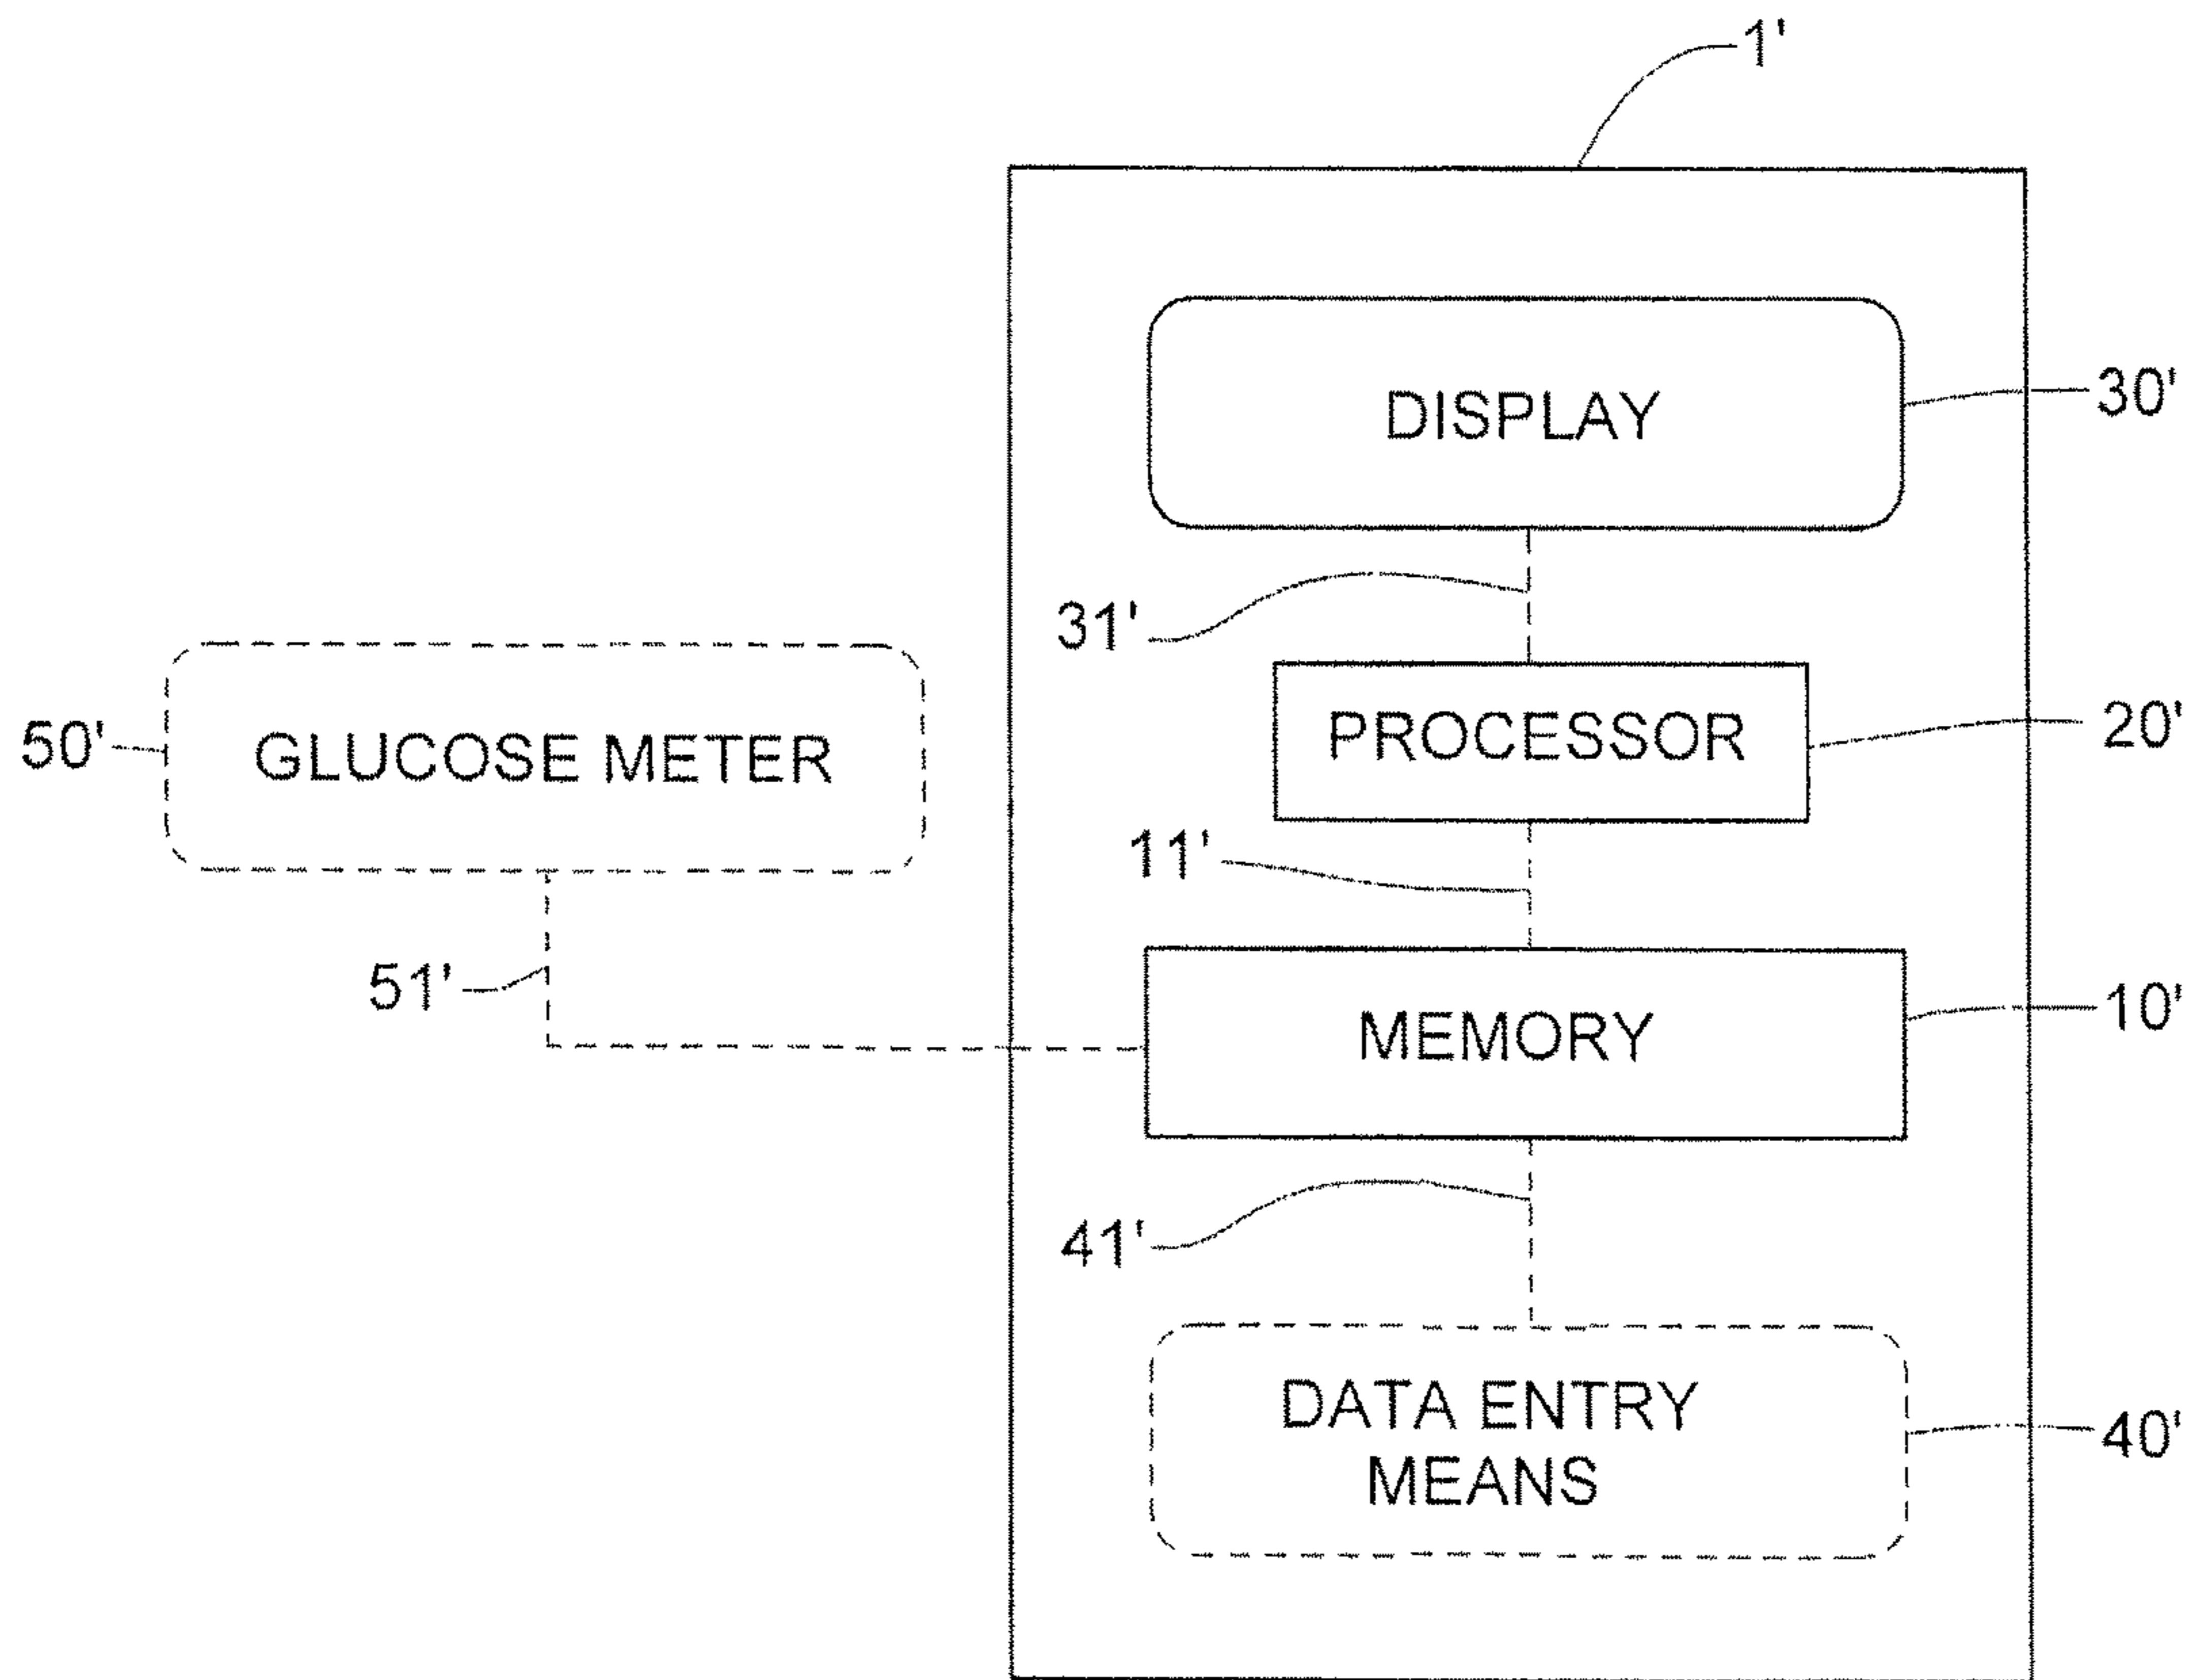 1'
DISPLAY
30'
31'
PROCESSOR
20'
50'
GLUCOSE METER
11'
51'
MEMORY
10'
41'
DATA ENTRY
MEANS
40'